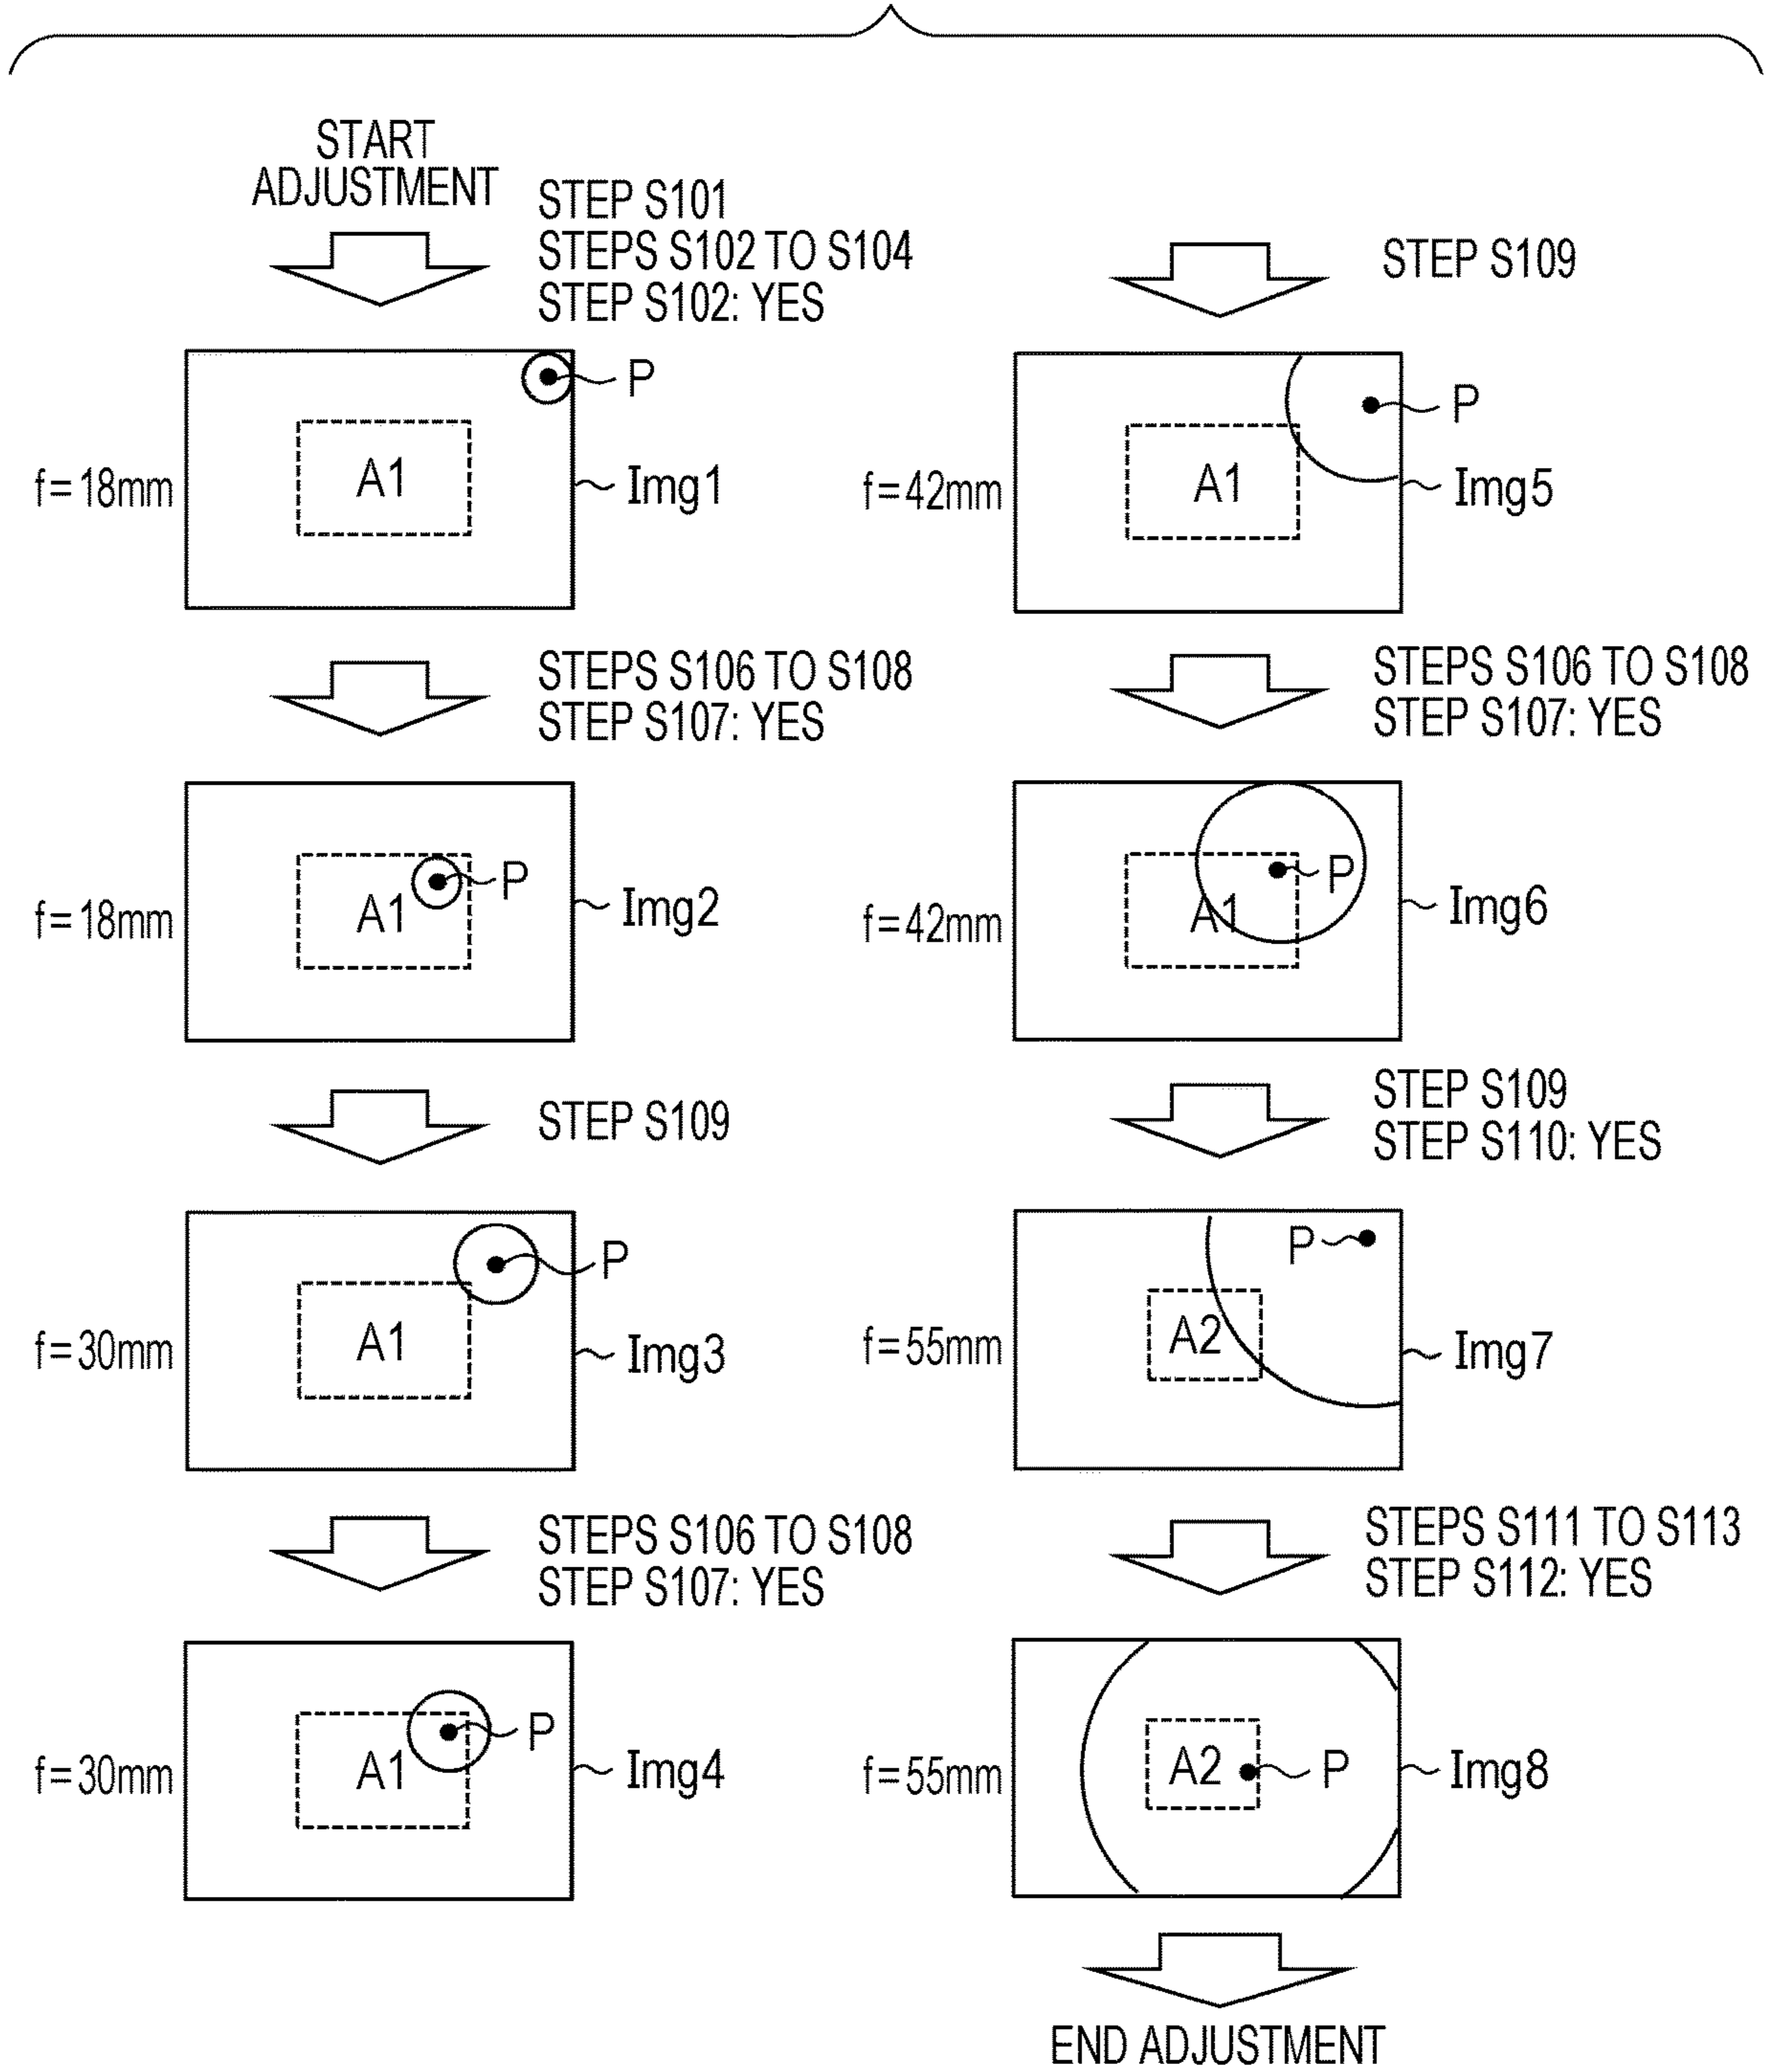 START
ADJUSTMENT
STEP S101
STEPS S102 TO S104
STEP S102: YES
P
A1
f=18mm
Img1
STEPS S106 TO S108
STEP S107: YES
P
A1
f=18mm
Img2
STEP S109
P
A1
f=30mm
Img3
STEPS S106 TO S108
STEP S107: YES
P
A1
f=30mm
Img4
STEP S109
P
A1
f=42mm
Img5
STEPS S106 TO S108
STEP S107: YES
P
A1
f=42mm
Img6
STEP S109
STEP S110: YES
P
A2
f=55mm
Img7
STEPS S111 TO S113
STEP S112: YES
A2
P
f=55mm
Img8
END ADJUSTMENT